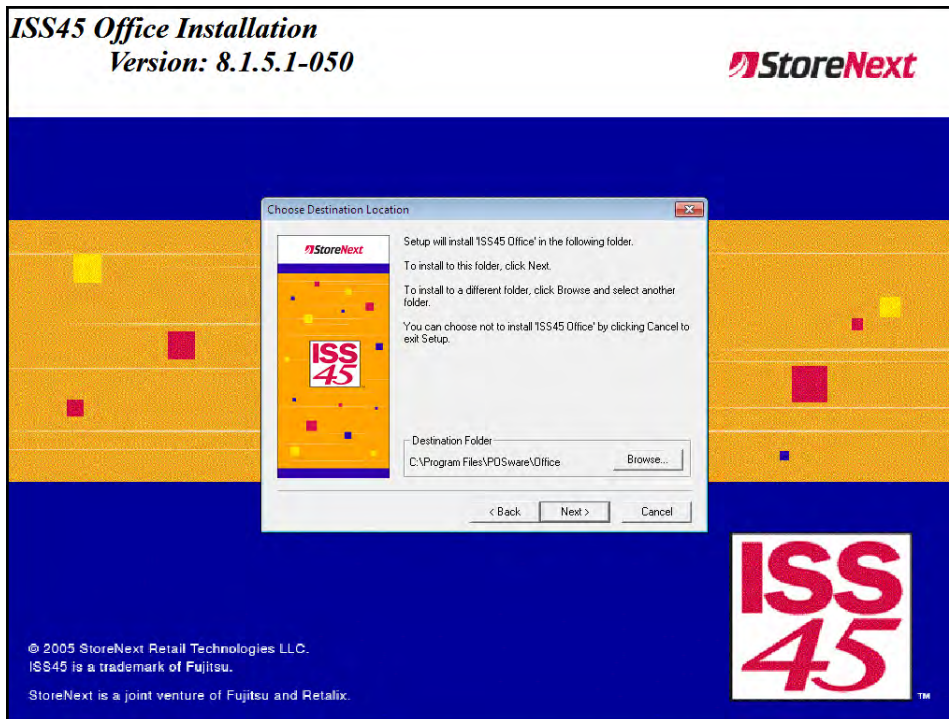 ISS45 Office Installation
Version: 8.1.5.1-050
StoreNext
Choose Destination Location
StoreNext
ISS
45
Setup will install 'ISS45 Office' in the following folder.
To install to this folder, click Next.
To install to a different folder, click Browse and select another
folder.
You can choose not to install 'ISS45 Office' by clicking Cancel to
exit Setup.
Destination Folder
C:\Program Files\POSware\Office
Browse...
< Back
Next >
Cancel
ISS
45
TM
© 2005 StoreNext Retail Technologies LLC.
ISS45 is a trademark of Fujitsu.
StoreNext is a joint venture of Fujitsu and Retalix.